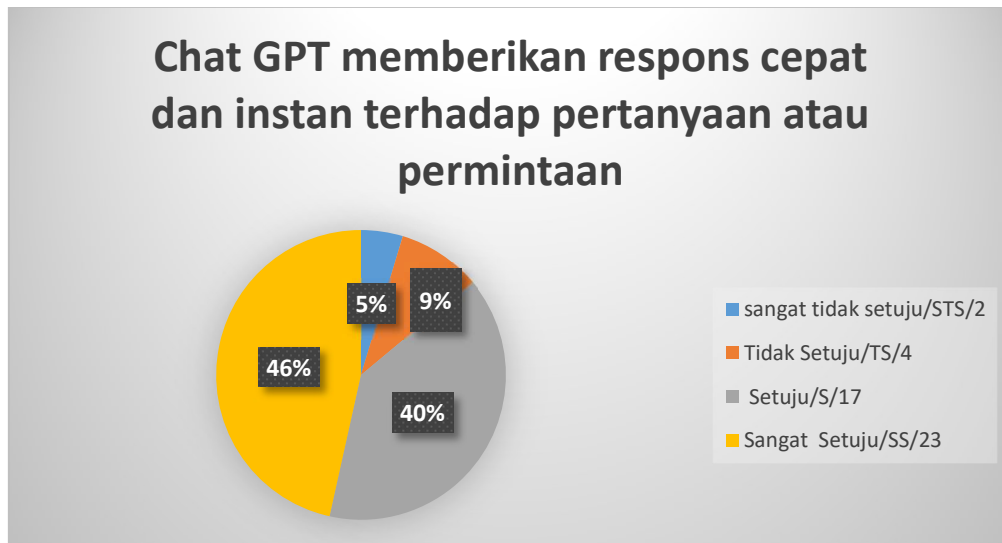 Chat GPT memberikan respons cepat
dan instan terhadap pertanyaan atau
permintaan
5%
9%
46%
40%
sangat tidak setuju/STS/2
Tidak Setuju/TS/4
Setuju/S/17
Sangat Setuju/SS/23